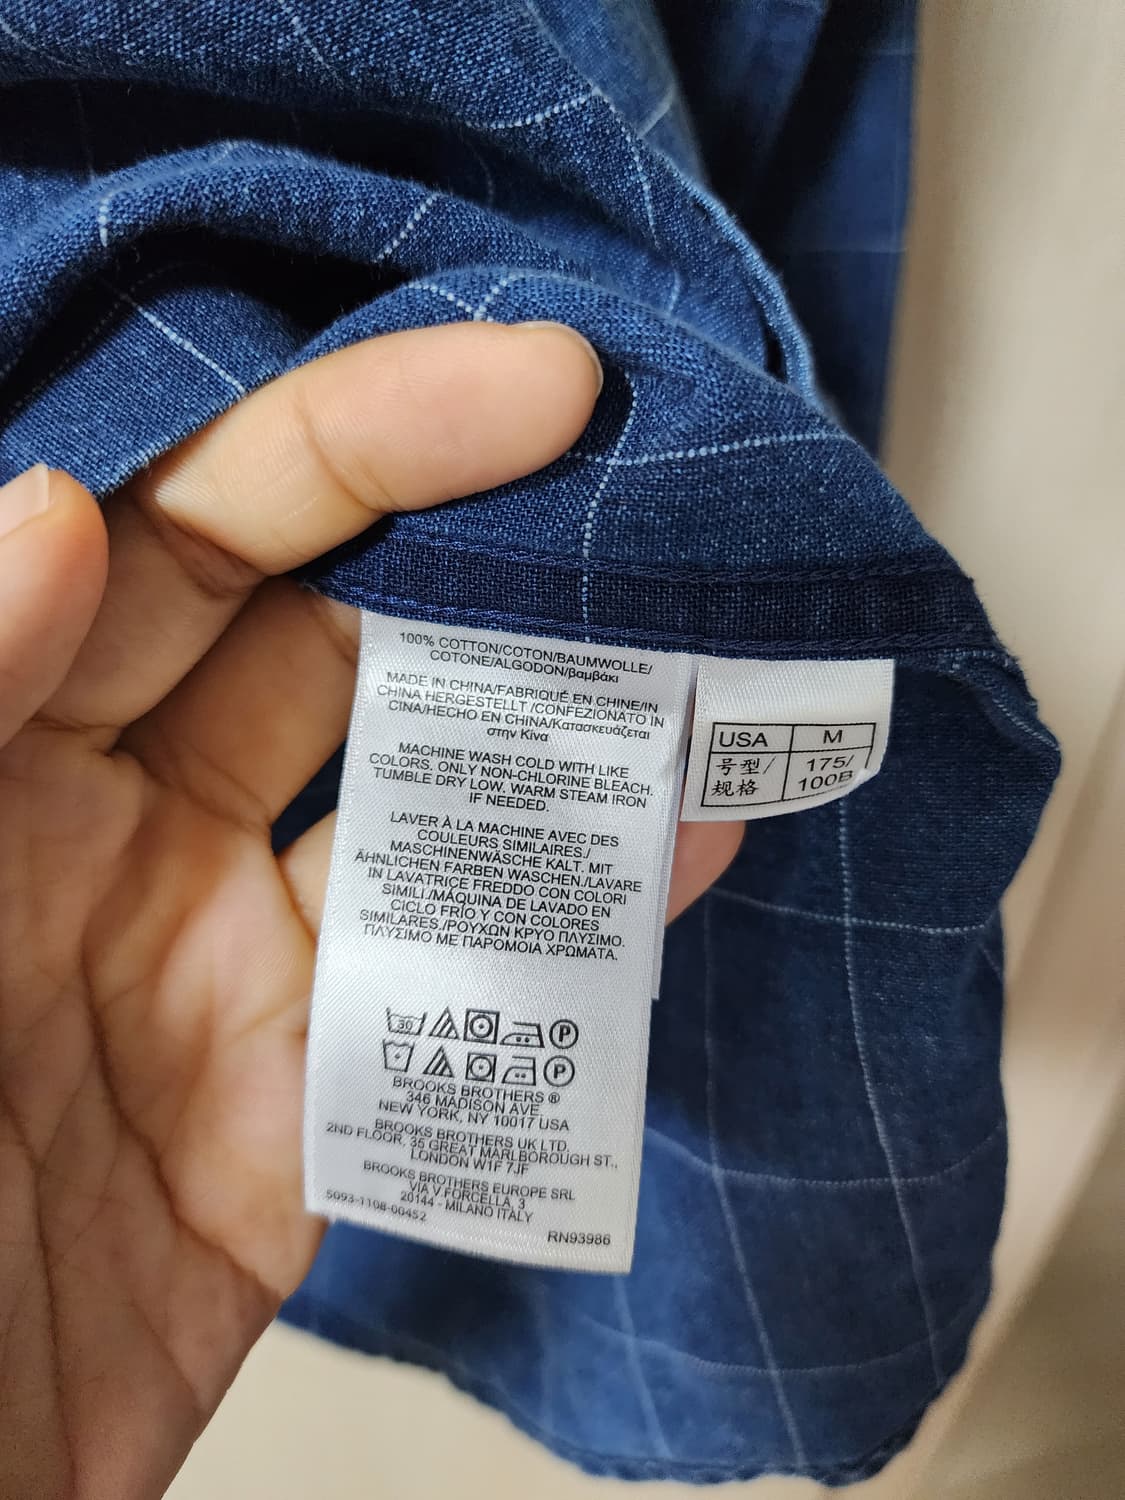 100% COTTON/COTON/BAUMWOLLE/
COTONE/ALGODON/βαμβάκι
MADE IN CHINA/FABRIQUÉ EN CHINE/IN
CHINA HERGESTELLT /CONFEZIONATO IN
CINA/HECHO EN CHINA/Κατασκευάζεται
στην Κίνα
MACHINE WASH COLD WITH LIKE
COLORS. ONLY NON-CHLORINE BLEACH.
TUMBLE DRY LOW. WARM STEAM IRON
IF NEEDED.
LAVER À LA MACHINE AVEC DES
COULEURS SIMILAIRES./
MASCHINENWÄSCHE KALT. MIT
ÄHNLICHEN FARBEN WASCHEN./LAVARE
IN LAVATRICE FREDDO CON COLORI
SIMILI./MÁQUINA DE LAVADO EN
CICLO FRÍO Y CON COLORES
SIMILARES./ΡΟΥΧΩΝ ΚΡΥΟ ΠΛΥΣΙΜΟ.
ΠΛΥΣΙΜΟ ΜΕ ΠΑΡΟΜΟΙΑ ΧΡΩΜΑΤΑ.
30 P
P
BROOKS BROTHERS ®
346 MADISON AVE.
NEW YORK, NY 10017 USA
BROOKS BROTHERS UK LTD.
2ND FLOOR, 35 GREAT MARLBOROUGH ST.,
LONDON W1F 7JF
BROOKS BROTHERS EUROPE SRL
VIA V FORCELLA, 3
20144 - MILANO ITALY
5093-1108-00452
RN93986
USA M
号型/ 175/
规格 100B